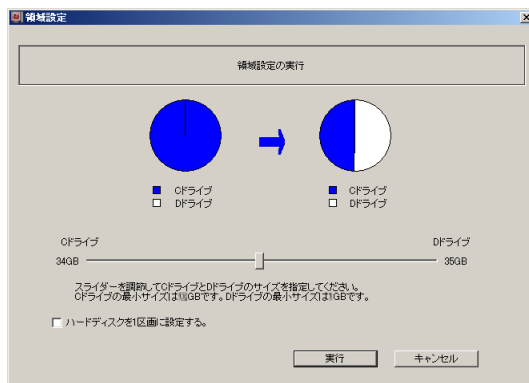 領域設定
領域設定の実行
Cドライブ
Dドライブ
Cドライブ
Dドライブ
Cドライブ
Dドライブ
34GB
35GB
スライダーを調節してCドライブとDドライブのサイズを指定してください。
Cドライブの最小サイズは GBです。Dドライブの最小サイズは1GBです。
ハードディスクを1区画に設定する。
実行
キャンセル